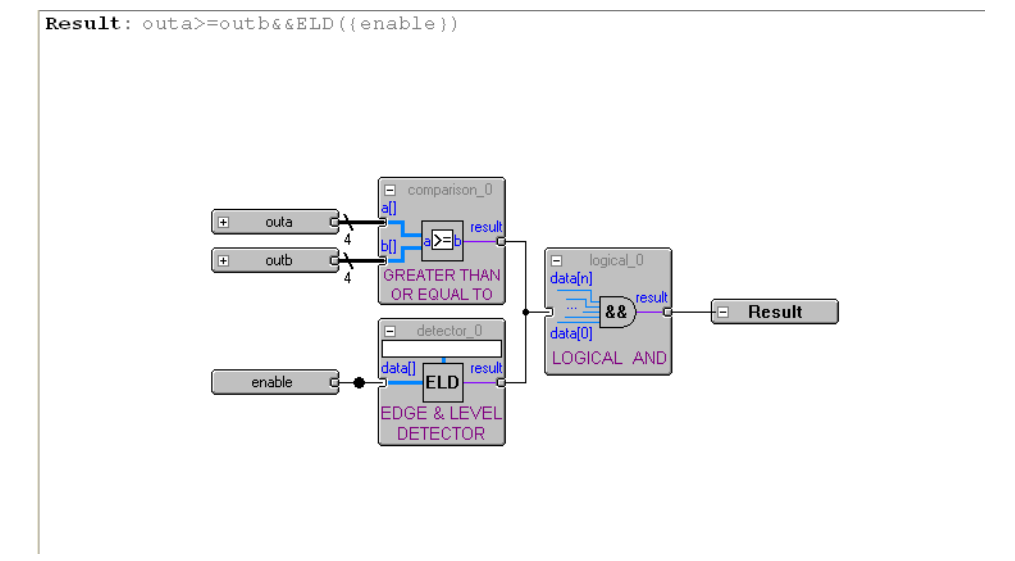 Result: outa>=outb&&ELD({enable})
comparison_0
a[]
outa
result
4
a>=b
b[]
outb
4
GREATER THAN
OR EQUAL TO
logical_0
data[n]
result
...
&&
Result
data[0]
LOGICAL AND
detector_0
data[]
result
enable
ELD
EDGE & LEVEL
DETECTOR